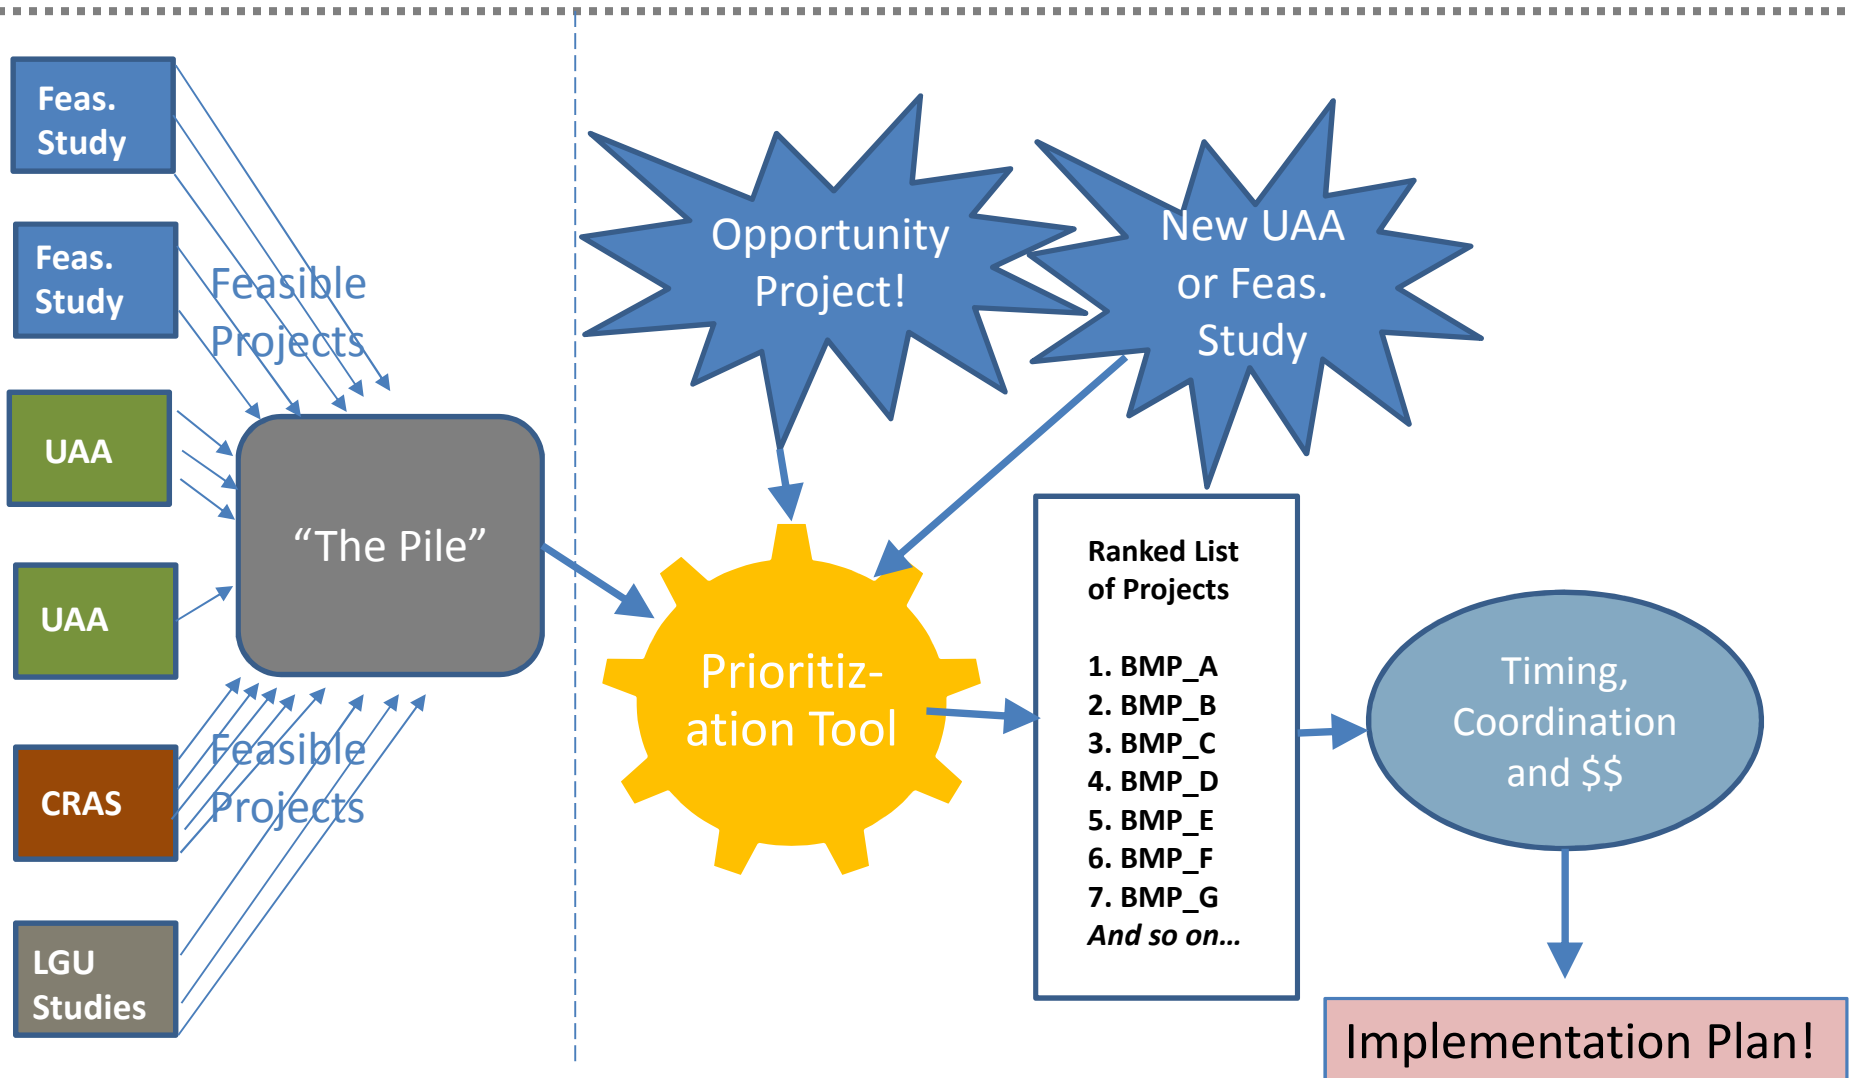 Feas.
Study
Feas.
Study
Feasible
Projects
UAA
UAA
CRAS
LGU
Studies
Feasible
Projects
“The Pile”
Opportunity
Project!
New UAA
or Feas.
Study
Prioritiz-
ation Tool
Ranked List
of Projects
1. BMP_A
2. BMP_B
3. BMP_C
4. BMP_D
5. BMP_E
6. BMP_F
7. BMP_G
And so on…
Timing,
Coordination
and $$
Implementation Plan!